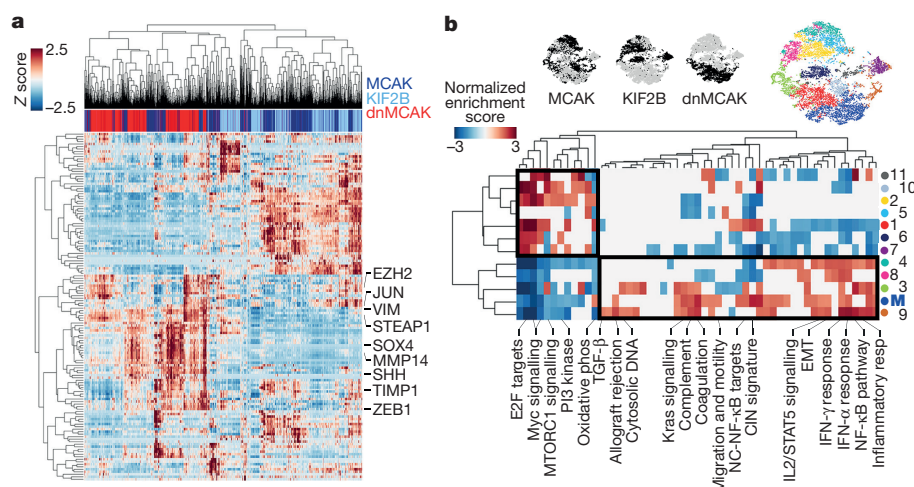 a
2.5
Z score
−2.5
MCAK
KIF2B
dnMCAK
EZH2
JUN
VIM
STEAP1
SOX4
MMP14
SHH
TIMP1
ZEB1
b
MCAK
KIF2B
dnMCAK
Normalized
enrichment
score
−3
3
11
10
2
5
1
6
7
4
8
3
M
9
E2F targets
Myc signalling
MTORC1 signalling
PI3 kinase
Oxidative phos
TGF-β
Allograft rejection
Cytosolic DNA
Kras signalling
Complement
Coagulation
Migration and motility
NC-NF-κB targets
CIN signature
IL2/STAT5 signalling
EMT
IFN-γ response
IFN-α resopnse
NF-κB pathway
Inflammatory resp